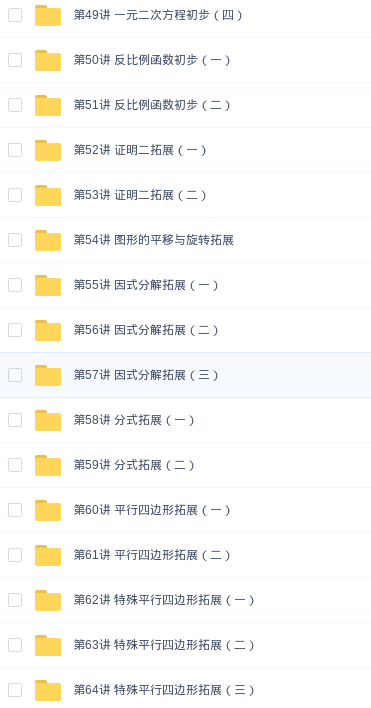 第49讲 一元二次方程初步（四）
第50讲 反比例函数初步（一）
第51讲 反比例函数初步（二）
第52讲 证明二拓展（一）
第53讲 证明二拓展（二）
第54讲 图形的平移与旋转拓展
第55讲 因式分解拓展（一）
第56讲 因式分解拓展（二）
第57讲 因式分解拓展（三）
第58讲 分式拓展（一）
第59讲 分式拓展（二）
第60讲 平行四边形拓展（一）
第61讲 平行四边形拓展（二）
第62讲 特殊平行四边形拓展（一）
第63讲 特殊平行四边形拓展（二）
第64讲 特殊平行四边形拓展（三）